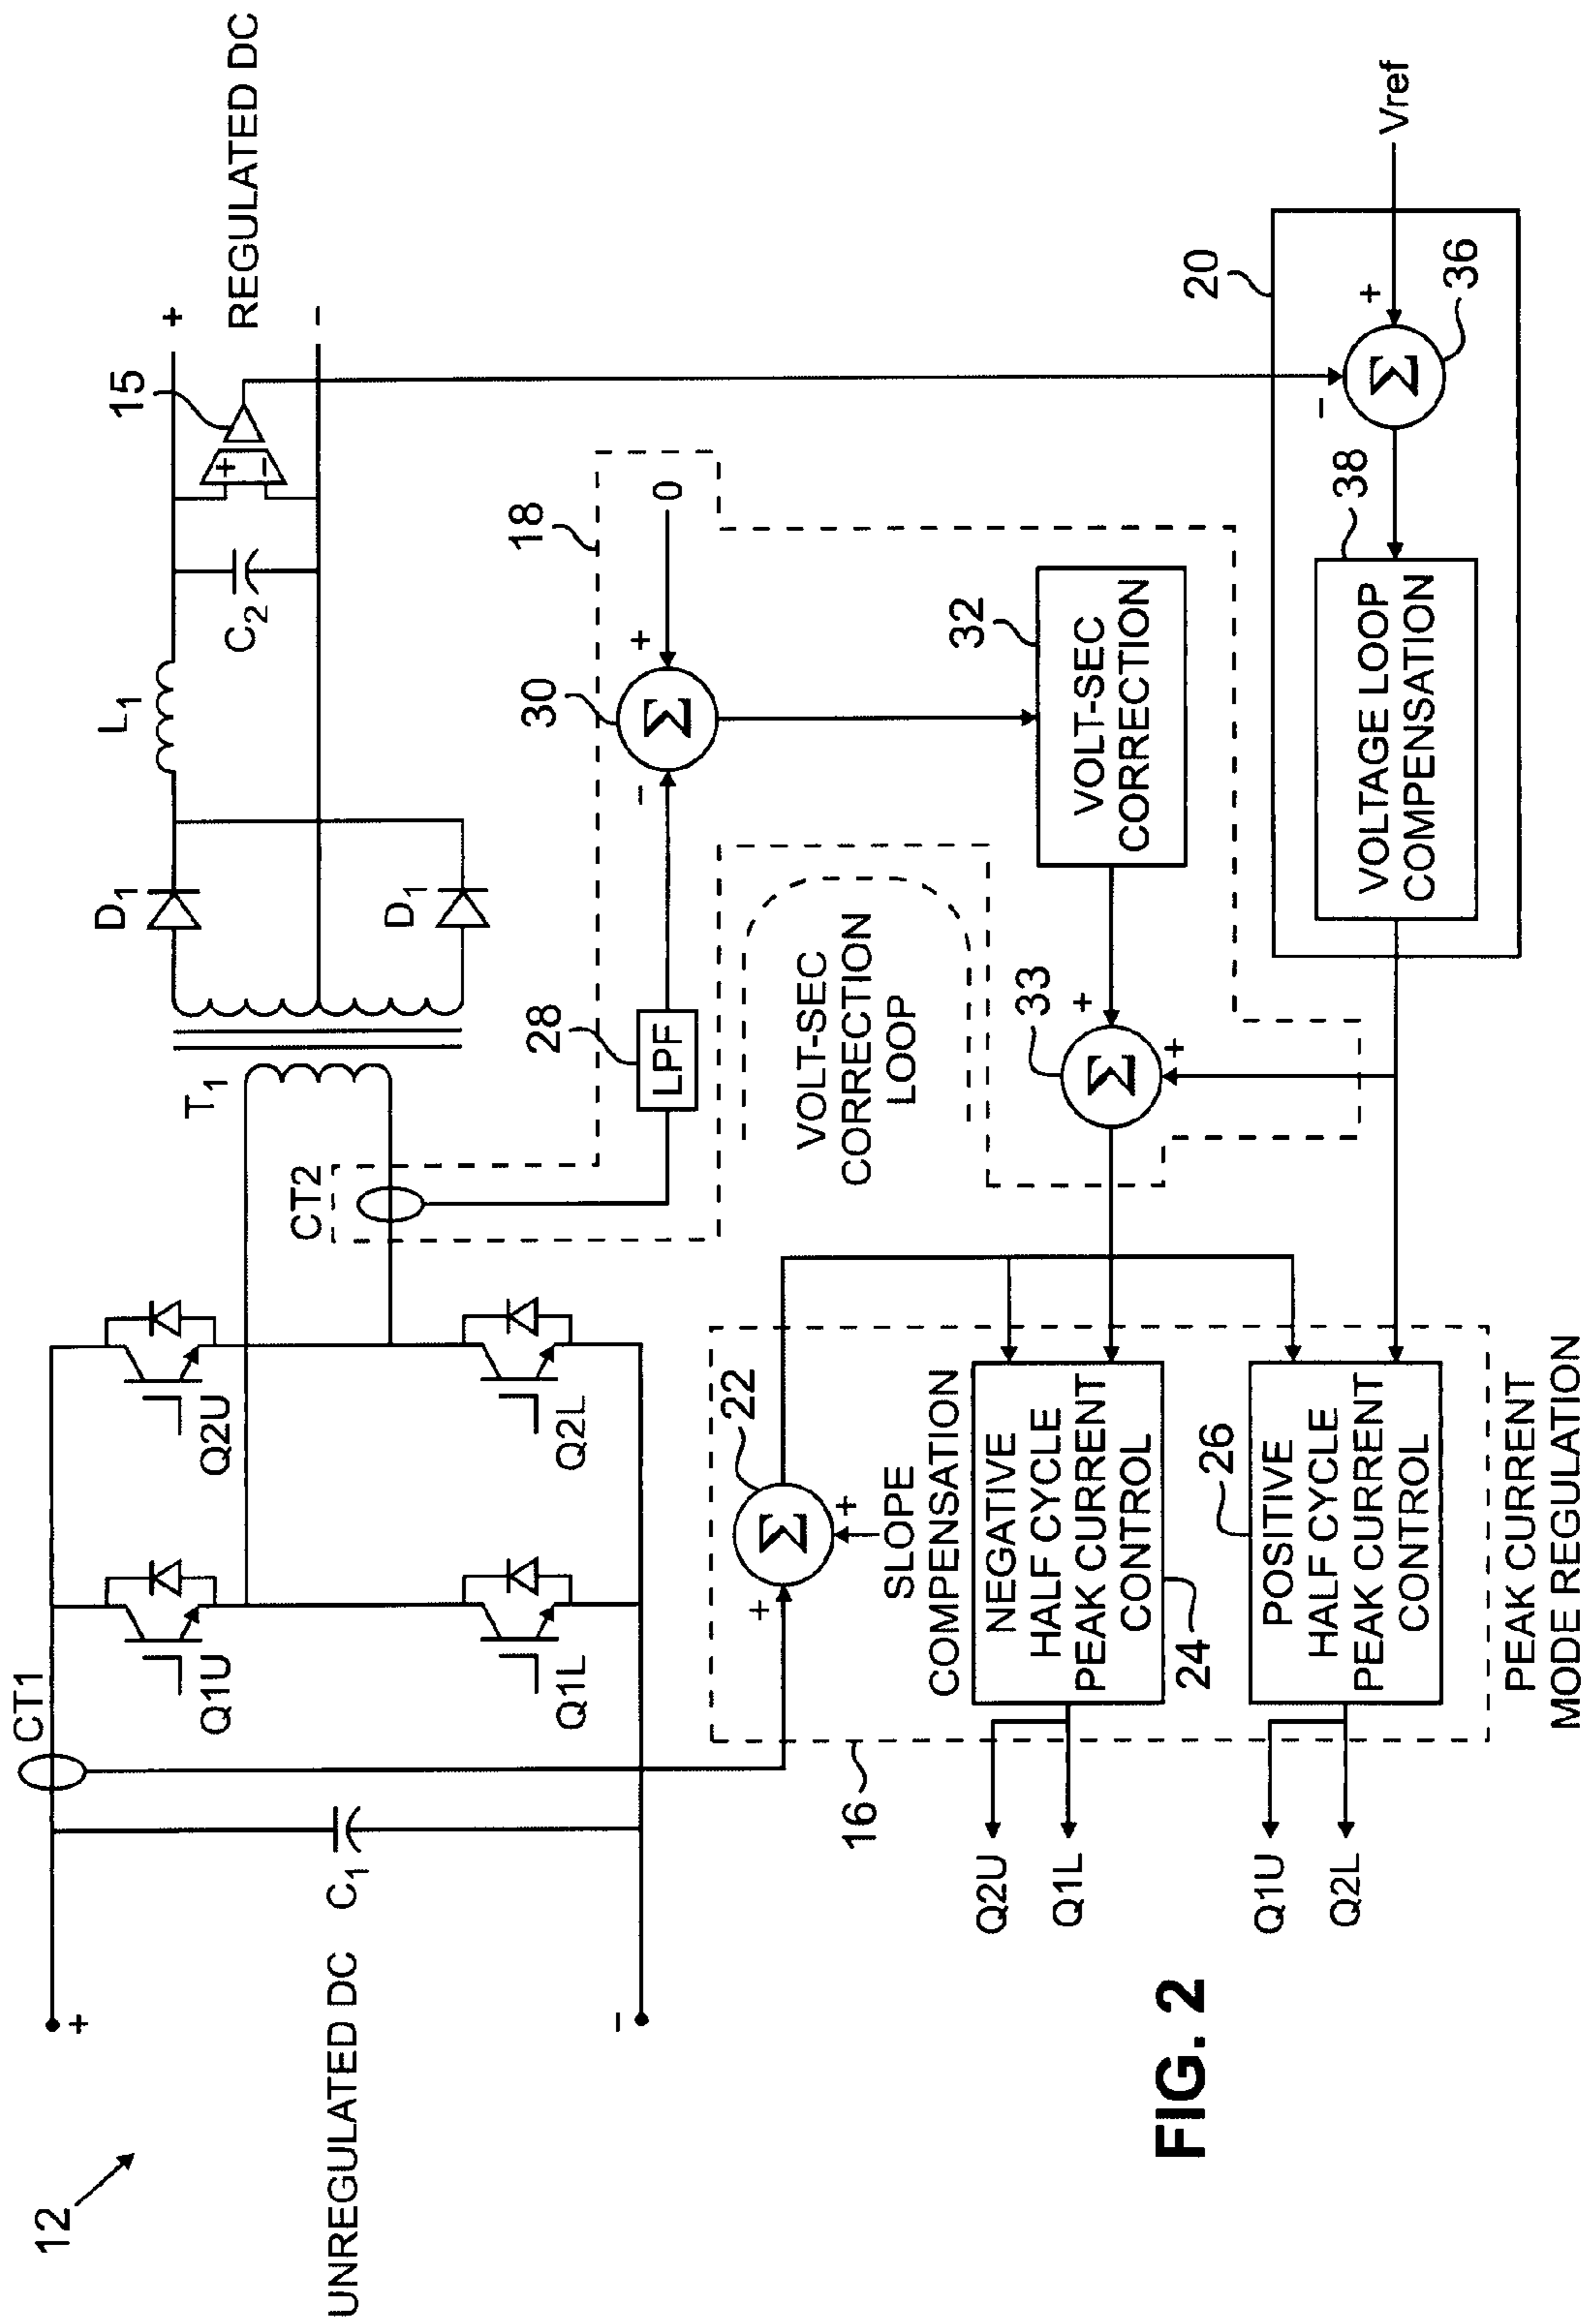 12
UNREGULATED DC
+
-
C1
CT1
Q1U
Q1L
Q2U
Q2L
CT2
T1
D1
D1
L1
C2
15
+
-
+
-
REGULATED DC
18
28
LPF
-
30
Σ
+
0
VOLT-SEC
CORRECTION
LOOP
32
VOLT-SEC
CORRECTION
33
Σ
+
+
20
Vref
+
-
Σ
36
38
VOLTAGE LOOP
COMPENSATION
22
Σ
+
+
SLOPE
COMPENSATION
NEGATIVE
HALF CYCLE
PEAK CURRENT
CONTROL
24
26
POSITIVE
HALF CYCLE
PEAK CURRENT
CONTROL
16
Q2U
Q1L
Q1U
Q2L
PEAK CURRENT
MODE REGULATION
FIG. 2